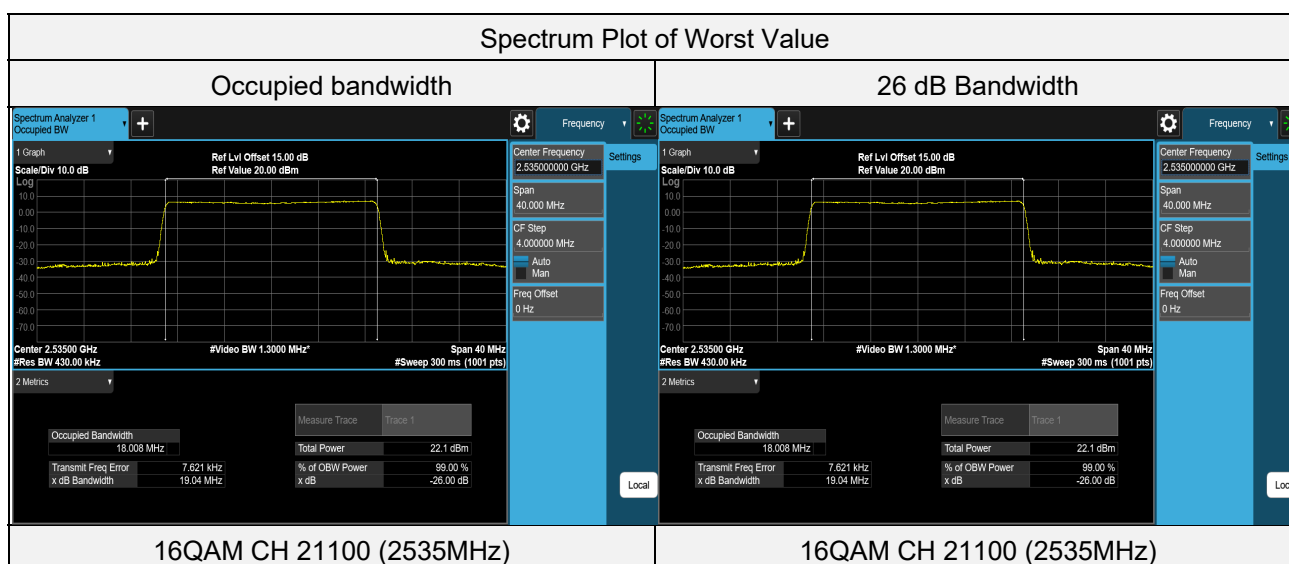 Spectrum Plot of Worst Value
Occupied bandwidth
26 dB Bandwidth
Spectrum Analyzer 1
Occupied BW
+
Frequency
1 Graph
Ref Lvl Offset 15.00 dB
Scale/Div 10.0 dB
Ref Value 20.00 dBm
Log
10.0
0.00
-10.0
-20.0
-30.0
-40.0
-50.0
-60.0
-70.0
Center 2.53500 GHz
#Video BW 1.3000 MHz*
Span 40 MHz
#Res BW 430.00 kHz
#Sweep 300 ms (1001 pts)
Center Frequency
2.535000000 GHz
Settings
Span
40.000 MHz
CF Step
4.000000 MHz
Auto
Man
Freq Offset
0 Hz
Local
2 Metrics
Measure Trace Trace 1
Occupied Bandwidth
18.008 MHz
Total Power 22.1 dBm
Transmit Freq Error 7.621 kHz
% of OBW Power 99.00 %
x dB Bandwidth 19.04 MHz
x dB -26.00 dB
Spectrum Analyzer 1
Occupied BW
+
Frequency
1 Graph
Ref Lvl Offset 15.00 dB
Scale/Div 10.0 dB
Ref Value 20.00 dBm
Log
10.0
0.00
-10.0
-20.0
-30.0
-40.0
-50.0
-60.0
-70.0
Center 2.53500 GHz
#Video BW 1.3000 MHz*
Span 40 MHz
#Res BW 430.00 kHz
#Sweep 300 ms (1001 pts)
Center Frequency
2.535000000 GHz
Settings
Span
40.000 MHz
CF Step
4.000000 MHz
Auto
Man
Freq Offset
0 Hz
Loc
2 Metrics
Measure Trace Trace 1
Occupied Bandwidth
18.008 MHz
Total Power 22.1 dBm
Transmit Freq Error 7.621 kHz
% of OBW Power 99.00 %
x dB Bandwidth 19.04 MHz
x dB -26.00 dB
16QAM CH 21100 (2535MHz)
16QAM CH 21100 (2535MHz)